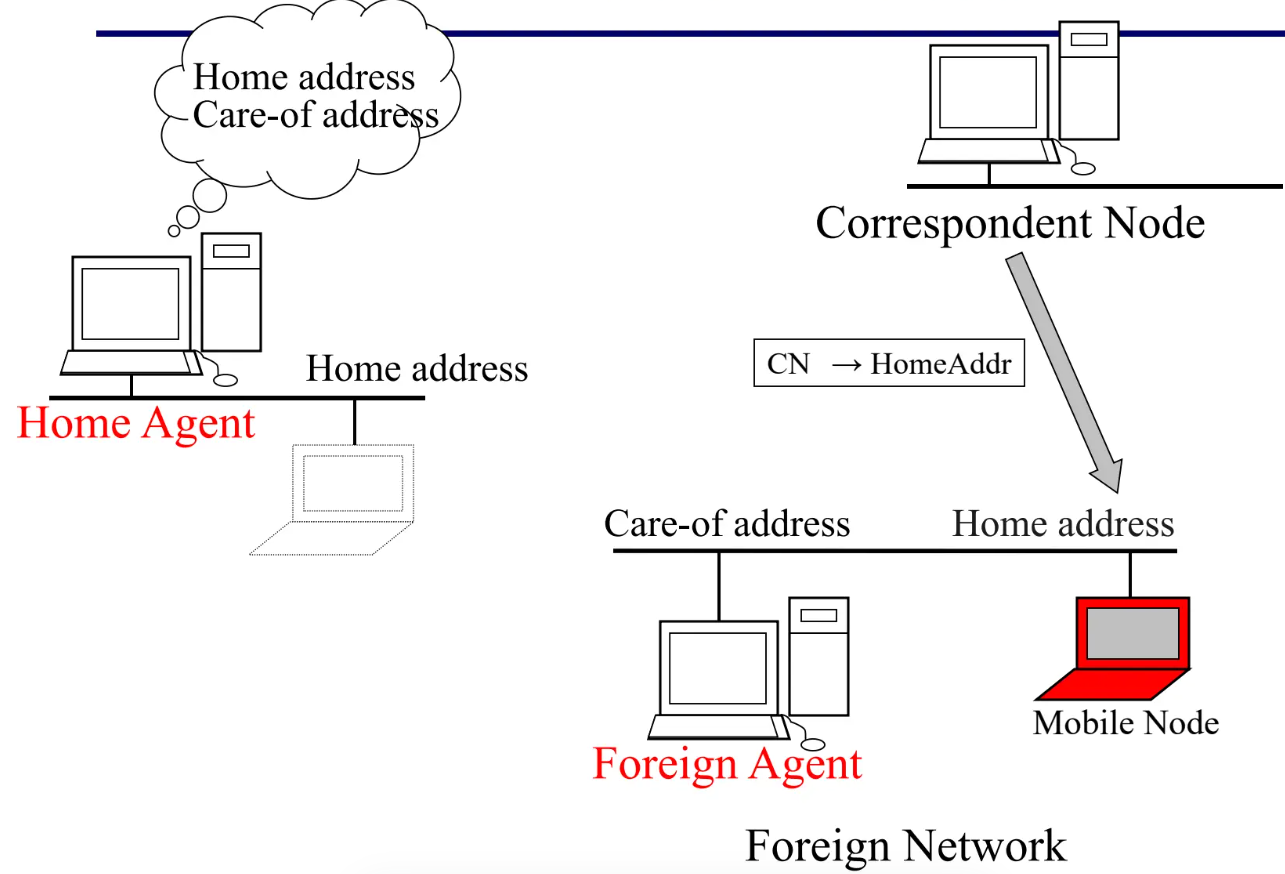 Home address
Care-of address
Correspondent Node
Home address
CN → HomeAddr
Home Agent
Care-of address
Home address
Mobile Node
Foreign Agent
Foreign Network